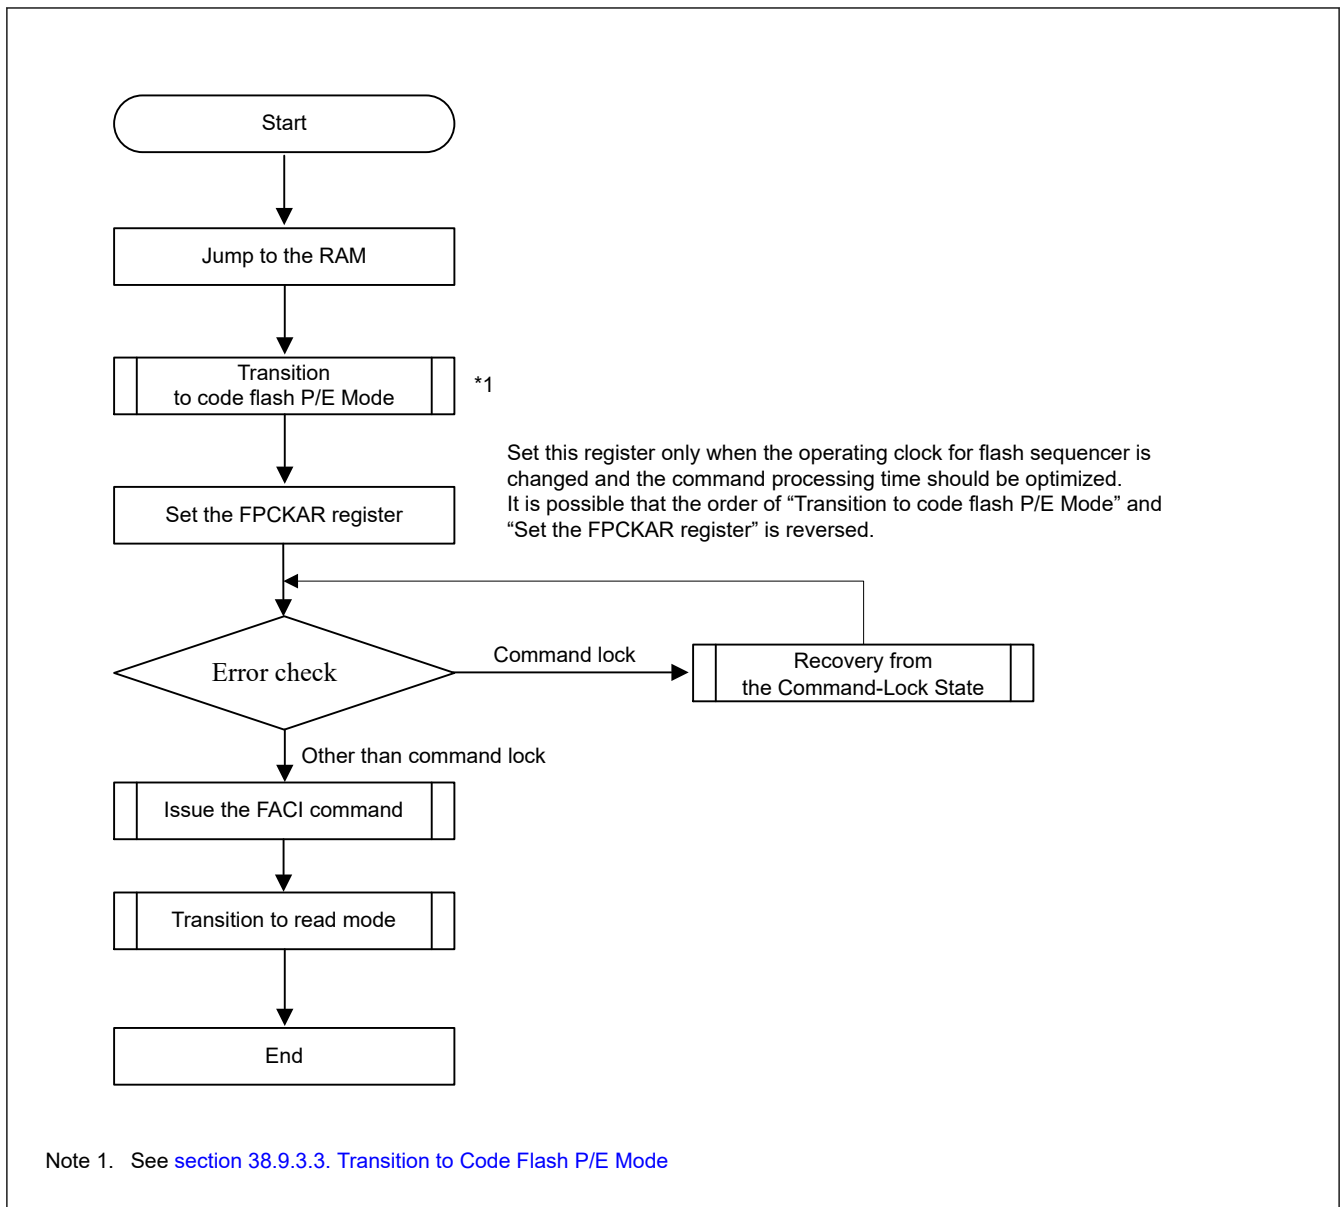 Start
Jump to the RAM
Transition
to code flash P/E Mode
*1
Set this register only when the operating clock for flash sequencer is
changed and the command processing time should be optimized.
It is possible that the order of “Transition to code flash P/E Mode” and
“Set the FPCKAR register” is reversed.
Set the FPCKAR register
Error check
Command lock
Recovery from
the Command-Lock State
Other than command lock
Issue the FACI command
Transition to read mode
End
Note 1. See section 38.9.3.3. Transition to Code Flash P/E Mode